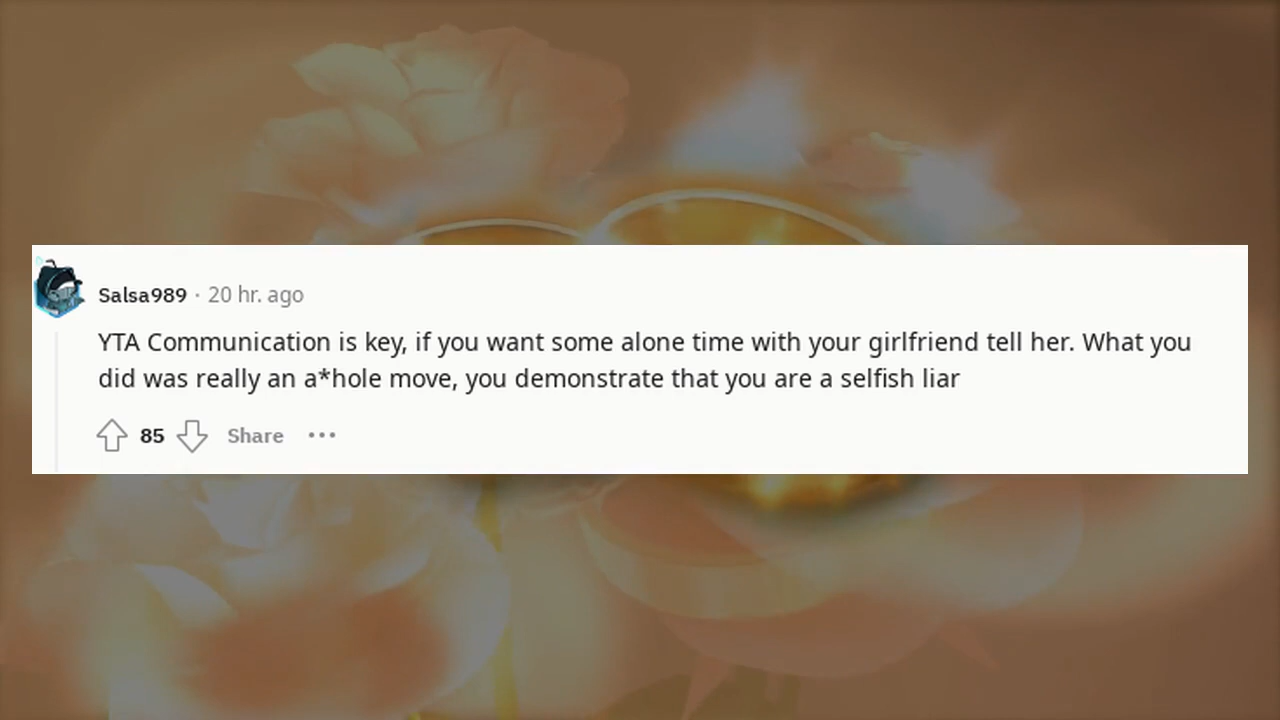 Salsa989 · 20 hr. ago
YTA Communication is key, if you want some alone time with your girlfriend tell her. What you
did was really an a*hole move, you demonstrate that you are a selfish liar
85 Share ···